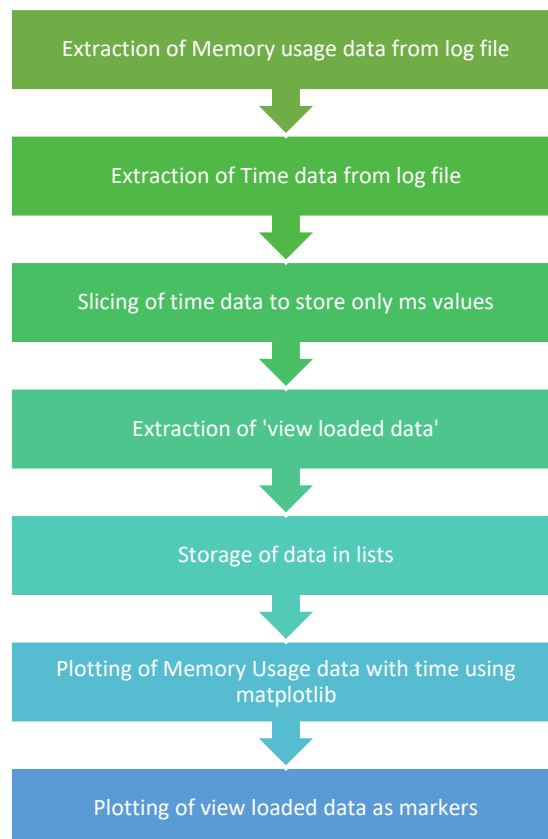 Extraction of Memory usage data from log file
Extraction of Time data from log file
Slicing of time data to store only ms values
Extraction of 'view loaded data'
Storage of data in lists
Plotting of Memory Usage data with time using
matplotlib
Plotting of view loaded data as markers